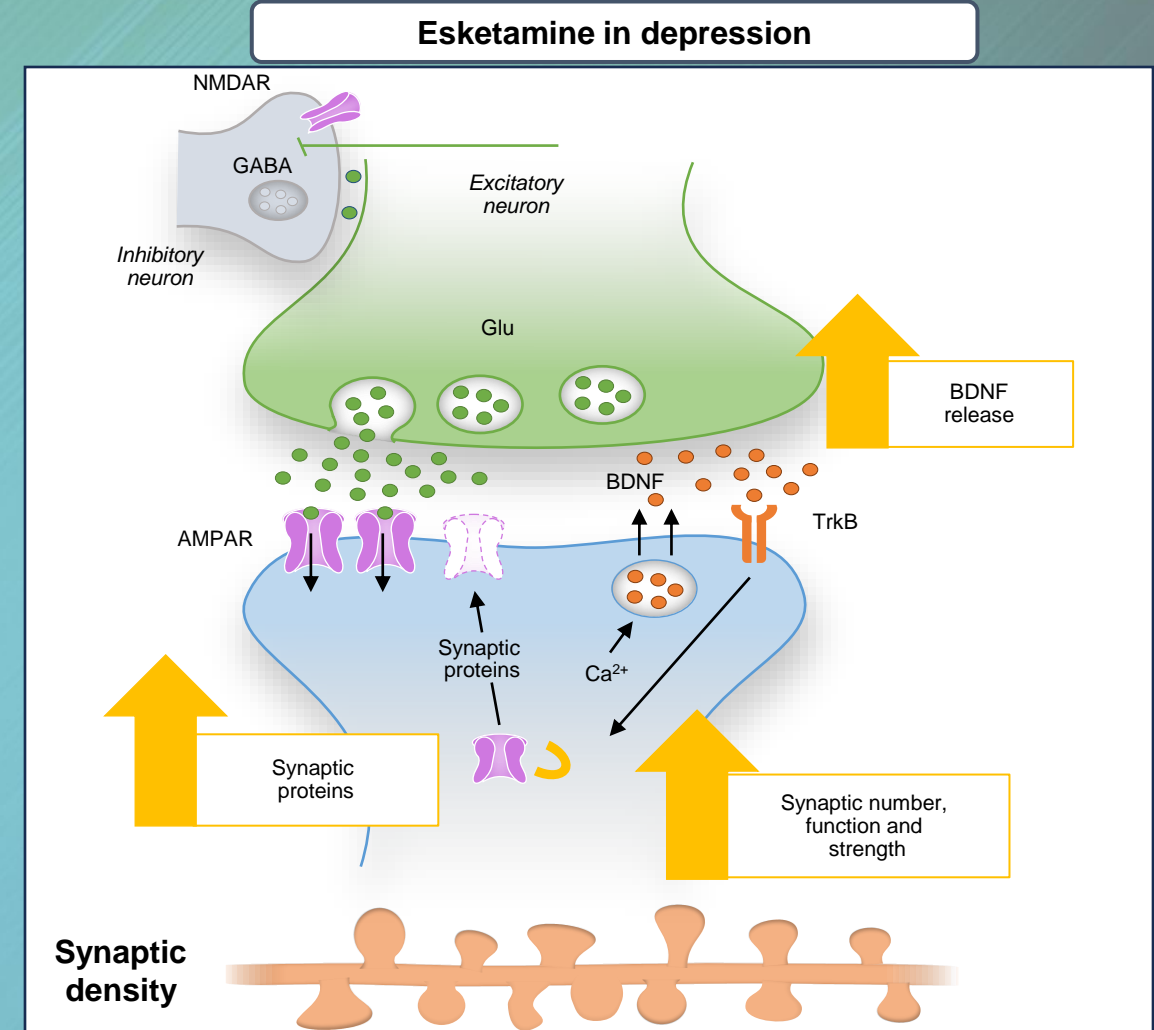 Esketamine in depression
NMDAR
GABA
Excitatory
neuron
Inhibitory
neuron
Glu
BDNF
release
BDNF
TrkB
AMPAR
Synaptic
proteins
Ca²⁺
Synaptic
proteins
Synaptic number,
function and
strength
Synaptic
density